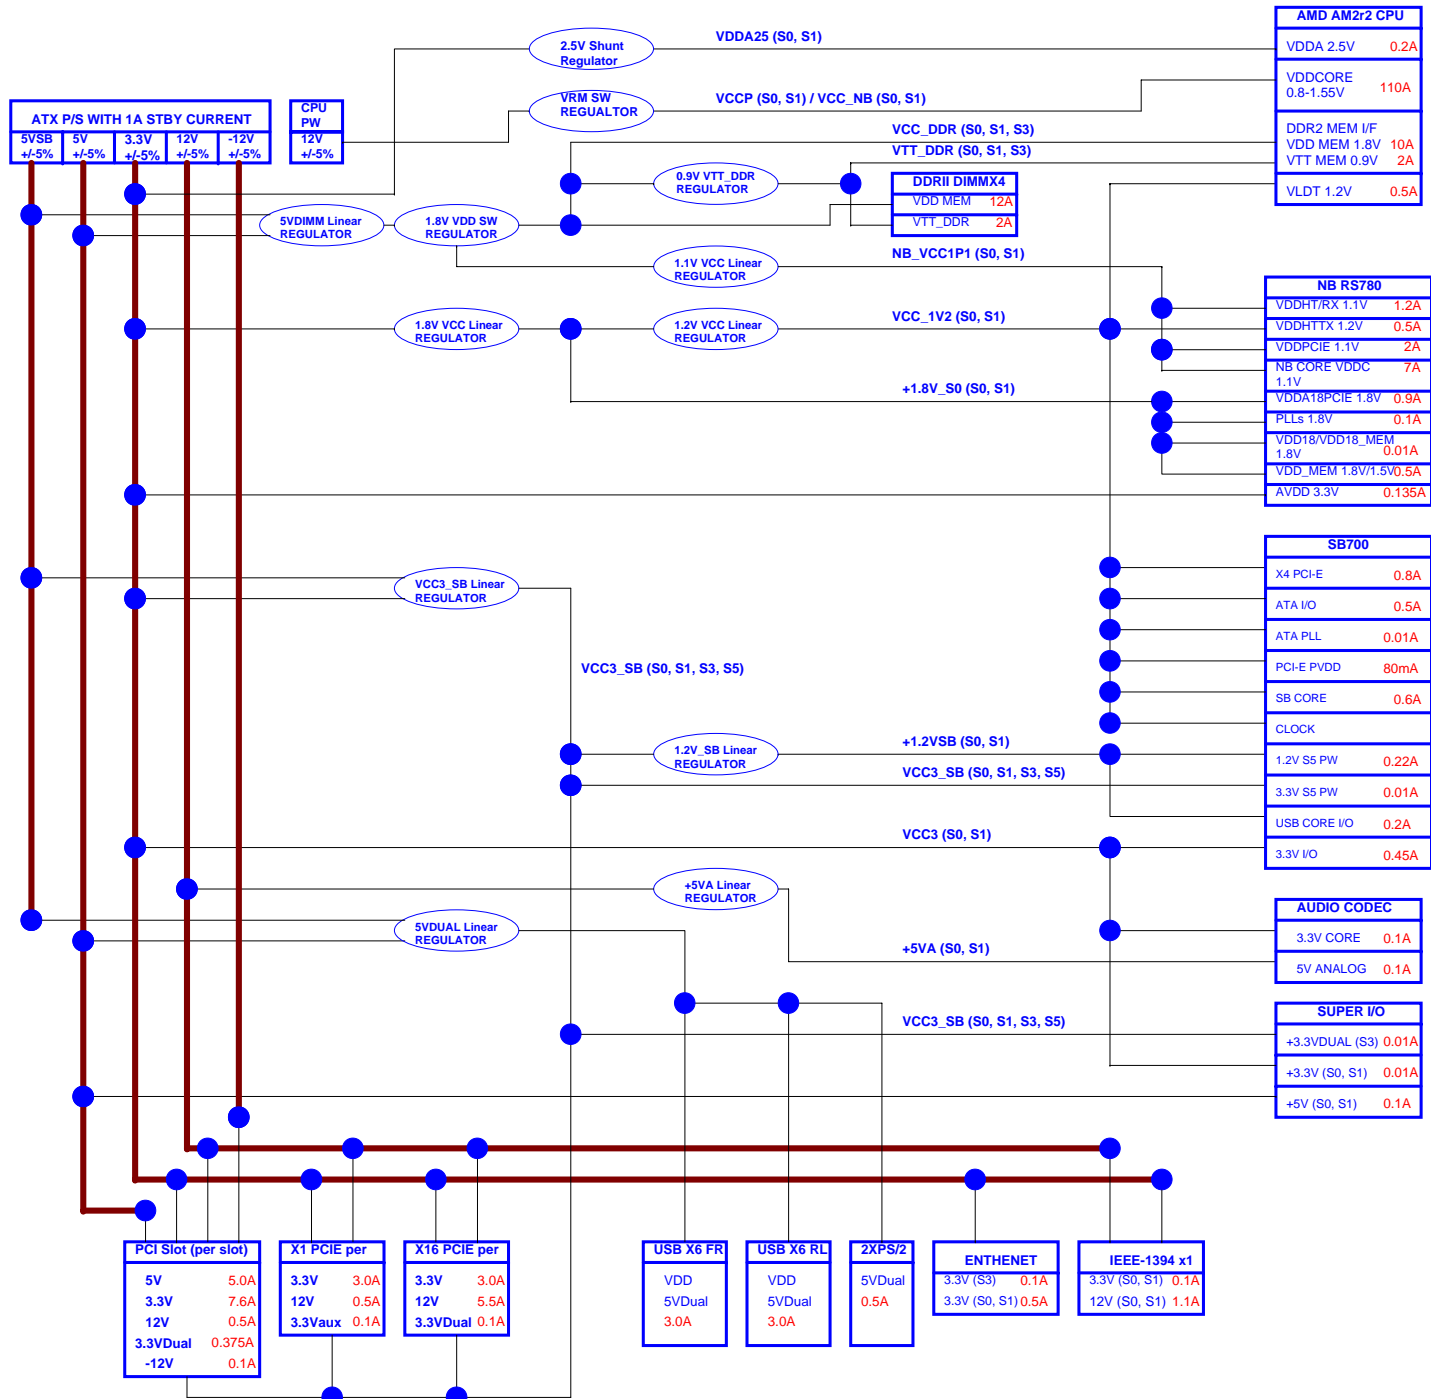 AMD AM2r2 CPU
VDDA 2.5V 0.2A
VDDCORE
0.8-1.55V 110A
DDR2 MEM I/F
VDD MEM 1.8V 10A
VTT MEM 0.9V 2A
VLDT 1.2V 0.5A
2.5V Shunt
Regulator
VDDA25 (S0, S1)
VRM SW
REGUALTOR
VCCP (S0, S1) / VCC_NB (S0, S1)
ATX P/S WITH 1A STBY CURRENT
5VSB
+/-5%
5V
+/-5%
3.3V
+/-5%
12V
+/-5%
-12V
+/-5%
CPU
PW
12V
+/-5%
VCC_DDR (S0, S1, S3)
VTT_DDR (S0, S1, S3)
0.9V VTT_DDR
REGULATOR
DDRII DIMMX4
VDD MEM 12A
VTT_DDR 2A
5VDIMM Linear
REGULATOR
1.8V VDD SW
REGULATOR
1.1V VCC Linear
REGULATOR
NB_VCC1P1 (S0, S1)
NB RS780
VDDHT/RX 1.1V 1.2A
VDDHTTX 1.2V 0.5A
VDDPCIE 1.1V 2A
NB CORE VDDC 7A
1.1V
VDDA18PCIE 1.8V 0.9A
PLLs 1.8V 0.1A
VDD18/VDD18_MEM
1.8V 0.01A
VDD_MEM 1.8V/1.5V 0.5A
AVDD 3.3V 0.135A
1.8V VCC Linear
REGULATOR
1.2V VCC Linear
REGULATOR
VCC_1V2 (S0, S1)
+1.8V_S0 (S0, S1)
SB700
X4 PCI-E 0.8A
ATA I/O 0.5A
ATA PLL 0.01A
PCI-E PVDD 80mA
SB CORE 0.6A
CLOCK
1.2V S5 PW 0.22A
3.3V S5 PW 0.01A
USB CORE I/O 0.2A
3.3V I/O 0.45A
VCC3_SB Linear
REGULATOR
VCC3_SB (S0, S1, S3, S5)
1.2V_SB Linear
REGULATOR
+1.2VSB (S0, S1)
VCC3_SB (S0, S1, S3, S5)
VCC3 (S0, S1)
+5VA Linear
REGULATOR
5VDUAL Linear
REGULATOR
+5VA (S0, S1)
AUDIO CODEC
3.3V CORE 0.1A
5V ANALOG 0.1A
VCC3_SB (S0, S1, S3, S5)
SUPER I/O
+3.3VDUAL (S3) 0.01A
+3.3V (S0, S1) 0.01A
+5V (S0, S1) 0.1A
PCI Slot (per slot)
5V 5.0A
3.3V 7.6A
12V 0.5A
3.3VDual 0.375A
-12V 0.1A
X1 PCIE per
3.3V 3.0A
12V 0.5A
3.3Vaux 0.1A
X16 PCIE per
3.3V 3.0A
12V 5.5A
3.3VDual 0.1A
USB X6 FR
VDD
5VDual
3.0A
USB X6 RL
VDD
5VDual
3.0A
2XPS/2
5VDual
0.5A
ENTHENET
3.3V (S3) 0.1A
3.3V (S0, S1) 0.5A
IEEE-1394 x1
3.3V (S0, S1) 0.1A
12V (S0, S1) 1.1A